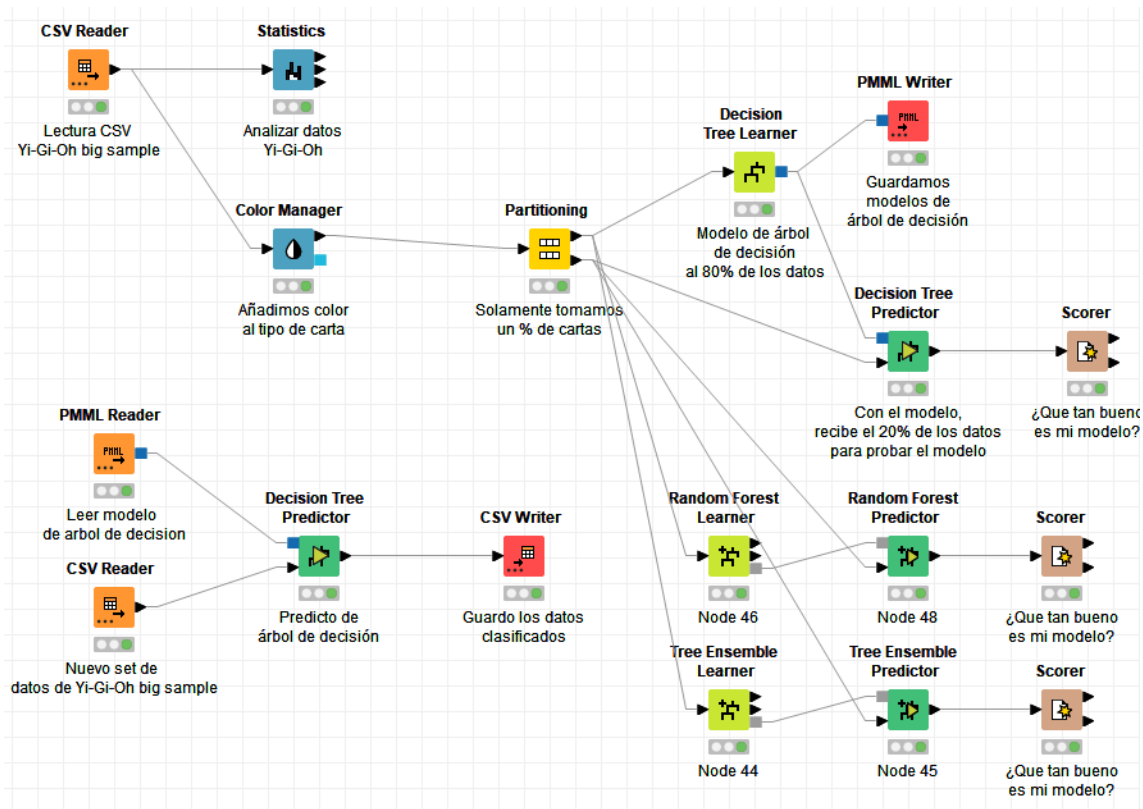 CSV Reader
Lectura CSV
Yi-Gi-Oh big sample
Statistics
Analizar datos
Yi-Gi-Oh
Color Manager
Añadimos color
al tipo de carta
Partitioning
Solamente tomamos
un % de cartas
Decision
Tree Learner
Modelo de árbol
de decisión
al 80% de los datos
PMML Writer
PMML
Guardamos
modelos de
árbol de decisión
Decision Tree
Predictor
Con el modelo,
recibe el 20% de los datos
para probar el modelo
Scorer
¿Que tan bueno
es mi modelo?
PMML Reader
PMML
Leer modelo
de arbol de decision
CSV Reader
Nuevo set de
datos de Yi-Gi-Oh big sample
Decision Tree
Predictor
Predicto de
árbol de decisión
CSV Writer
Guardo los datos
clasificados
Random Forest
Learner
Node 46
Random Forest
Predictor
Node 48
Scorer
¿Que tan bueno
es mi modelo?
Tree Ensemble
Learner
Node 44
Tree Ensemble
Predictor
Node 45
Scorer
¿Que tan bueno
es mi modelo?